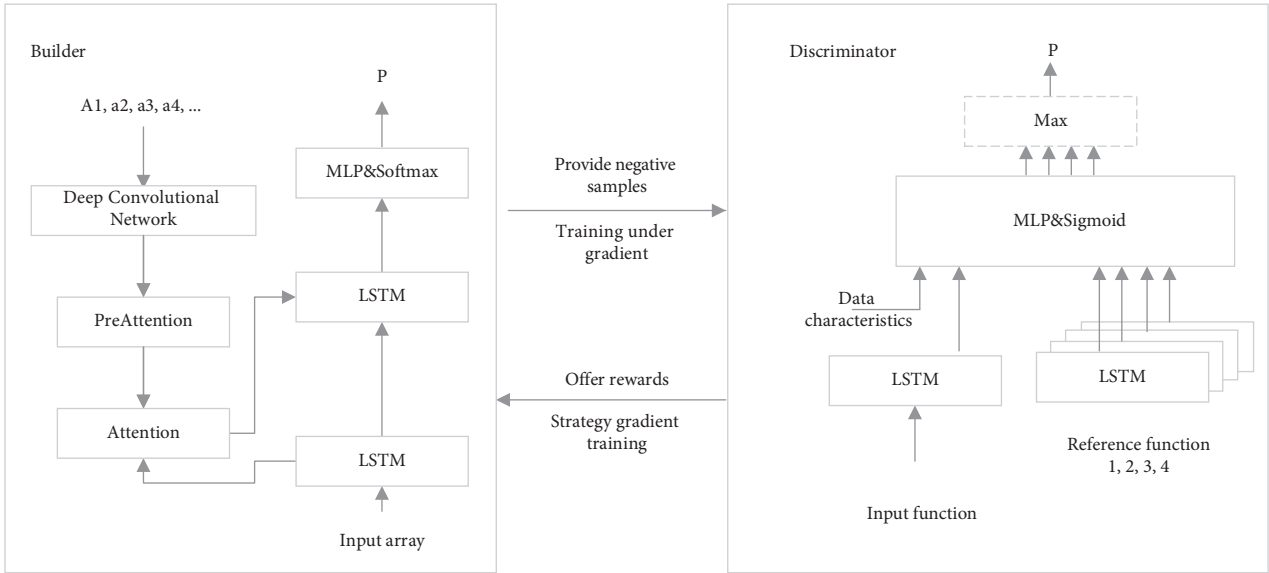 Builder
A1, a2, a3, a4, ...
Deep Convolutional
Network
PreAttention
Attention
P
MLP&Softmax
LSTM
LSTM
Input array
Provide negative
samples
Training under
gradient
Offer rewards
Strategy gradient
training
Discriminator
P
Max
MLP&Sigmoid
Data
characteristics
LSTM
LSTM
Reference function
1, 2, 3, 4
Input function